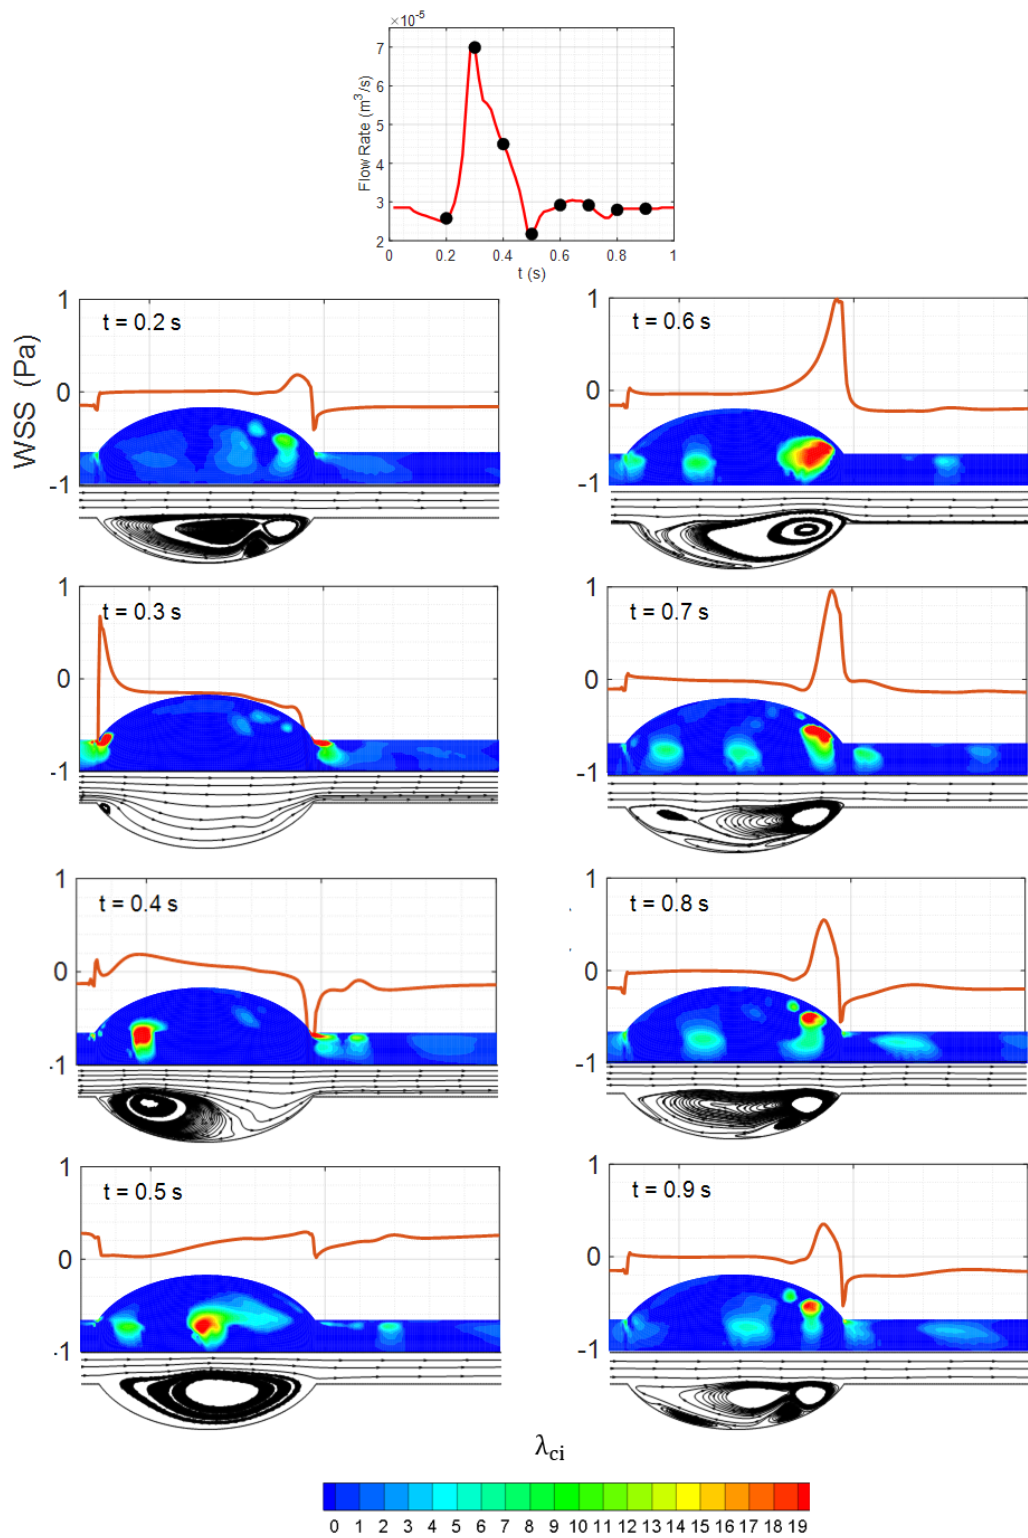 ×10⁻⁵
7
6
5
4
3
2
Flow Rate (m³/s)
0 0.2 0.4 0.6 0.8 1
t (s)
1
0
-1
WSS (Pa)
t = 0.2 s
t = 0.6 s
1
0
-1
1
0
-1
t = 0.3 s
t = 0.7 s
1
0
-1
1
0
-1
t = 0.4 s
t = 0.8 s
1
0
-1
1
0
-1
t = 0.5 s
t = 0.9 s
1
0
-1
λci
0 1 2 3 4 5 6 7 8 9 10 11 12 13 14 15 16 17 18 19